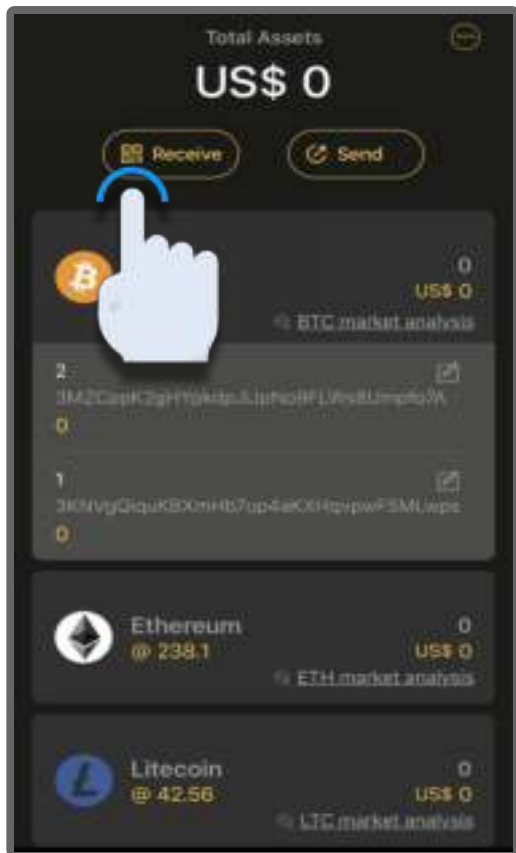 Total Assets
US$ 0
Receive
Send
0
US$ 0
BTC market analysis
2
0
1
0
Ethereum
0
@ 238.1
US$ 0
ETH market analysis
Litecoin
0
@ 42.56
US$ 0
LTC market analysis